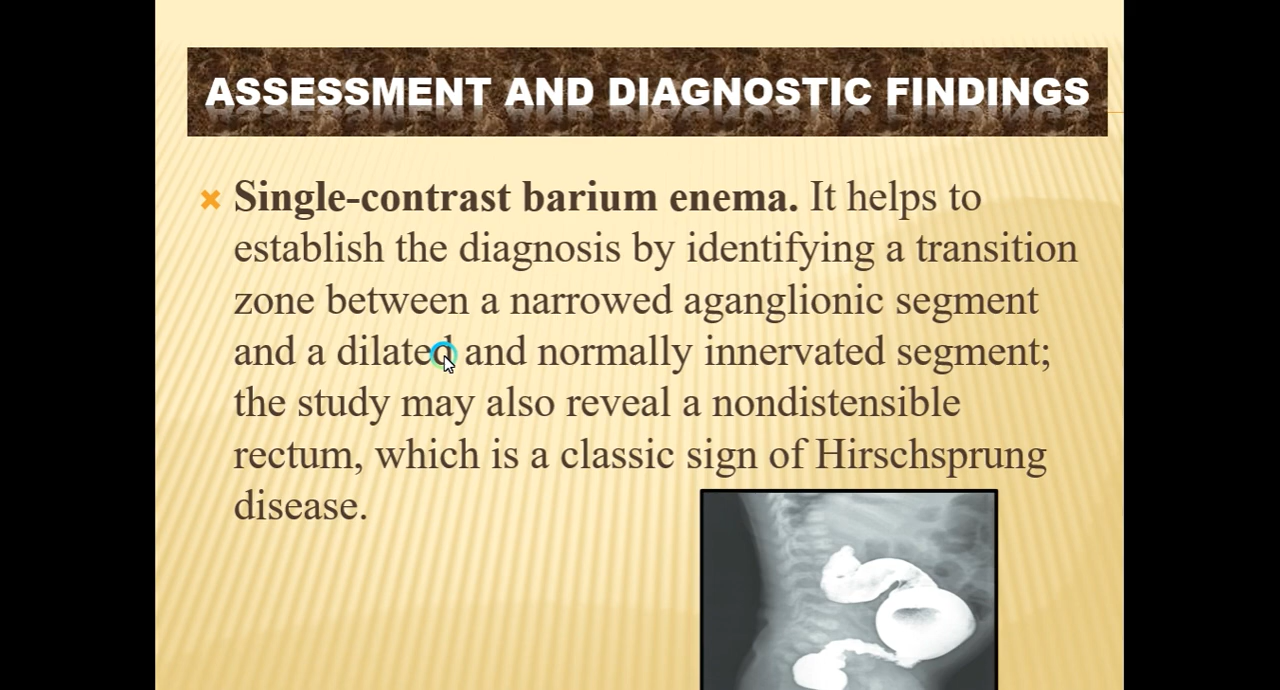 ASSESSMENT AND DIAGNOSTIC FINDINGS
Single-contrast barium enema. It helps to
establish the diagnosis by identifying a transition
zone between a narrowed aganglionic segment
and a dilated and normally innervated segment;
the study may also reveal a nondistensible
rectum, which is a classic sign of Hirschsprung
disease.